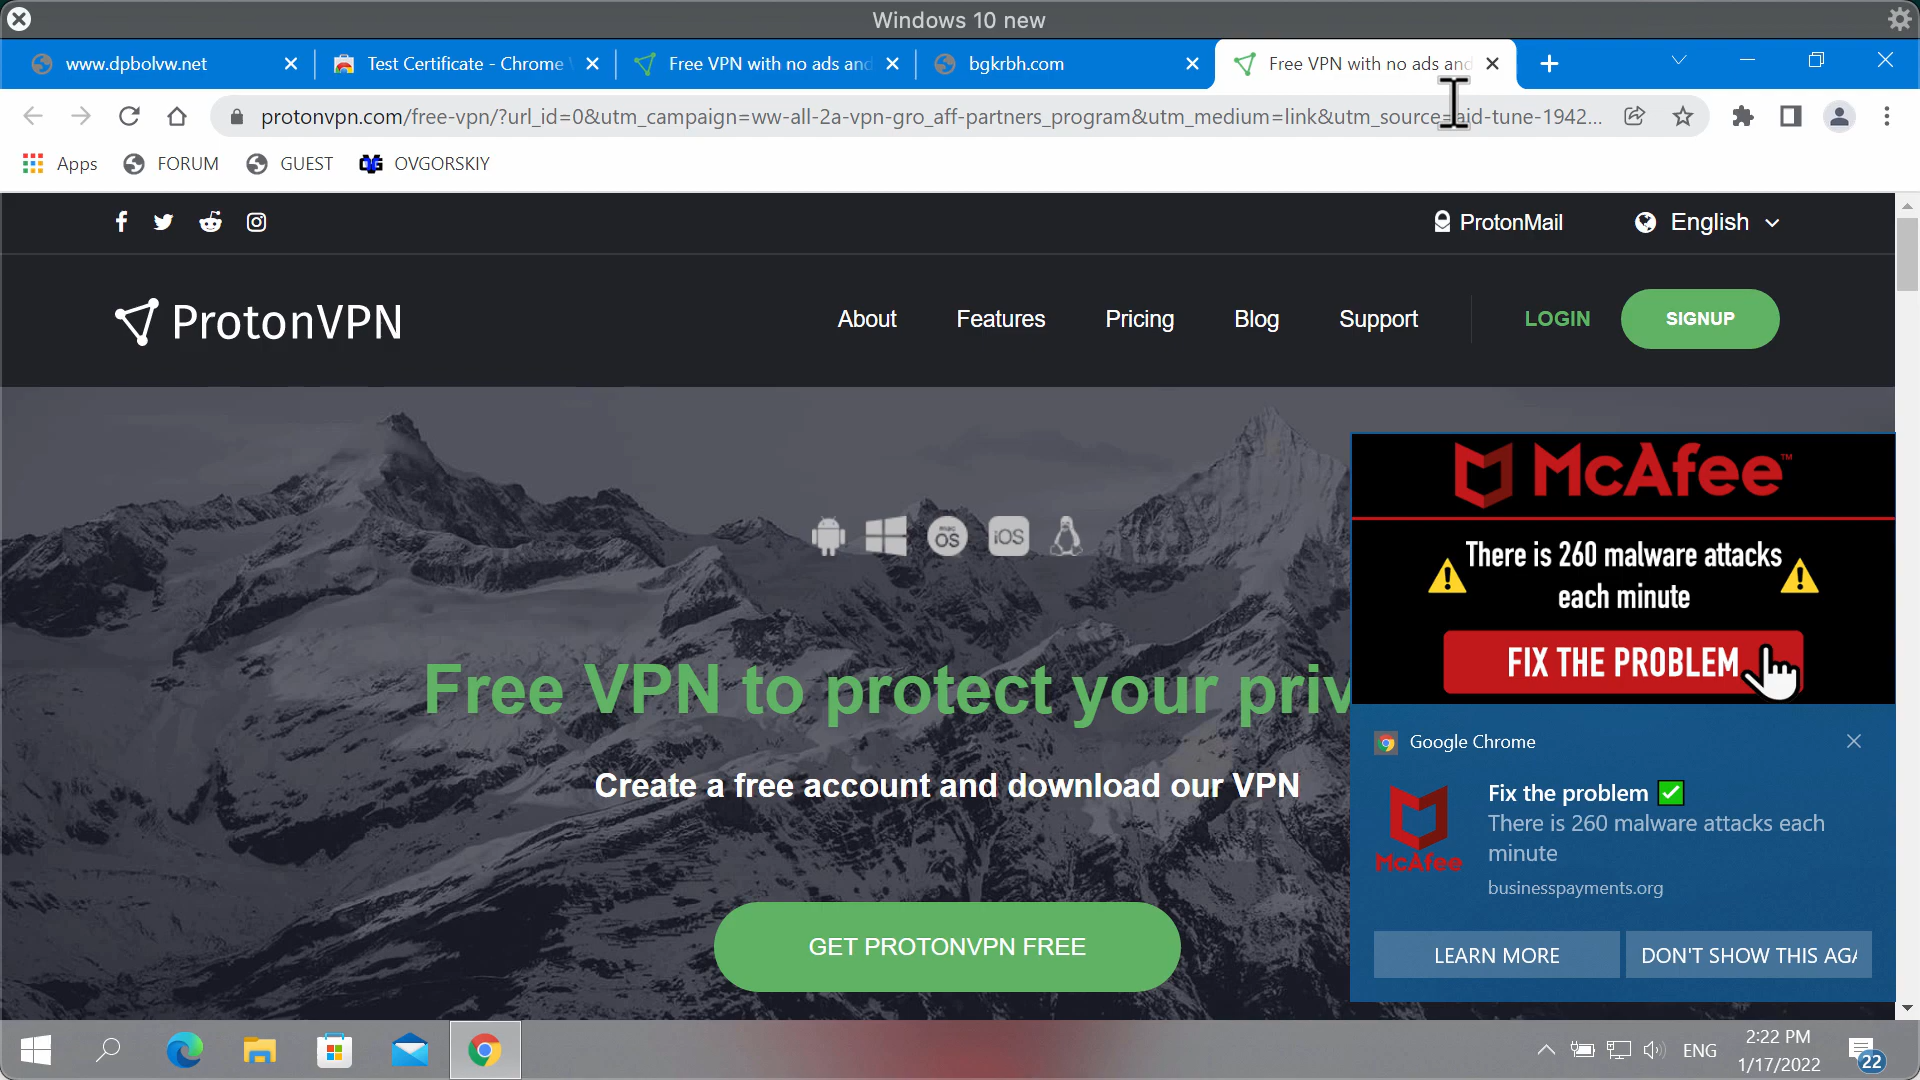 Windows 10 new
www.dpbolvw.net
Test Certificate - Chrome
Free VPN with no ads and
bgkrbh.com
Free VPN with no ads and
protonvpn.com/free-vpn/?url_id=0&utm_campaign=ww-all-2a-vpn-gro_aff-partners_program&utm_medium=link&utm_source=aid-tune-1942...
Apps
FORUM
GUEST
OVG
OVGORSKIY
ProtonMail
English
ProtonVPN
About
Features
Pricing
Blog
Support
LOGIN
SIGNUP
macOS
iOS
Free VPN to protect your priv
Create a free account and download our VPN
GET PROTONVPN FREE
McAfee™
There is 260 malware attacks
each minute
FIX THE PROBLEM
Google Chrome
McAfee
Fix the problem ✅
There is 260 malware attacks each
minute
businesspayments.org
LEARN MORE
DON'T SHOW THIS AGA
ENG
2:22 PM
1/17/2022
22